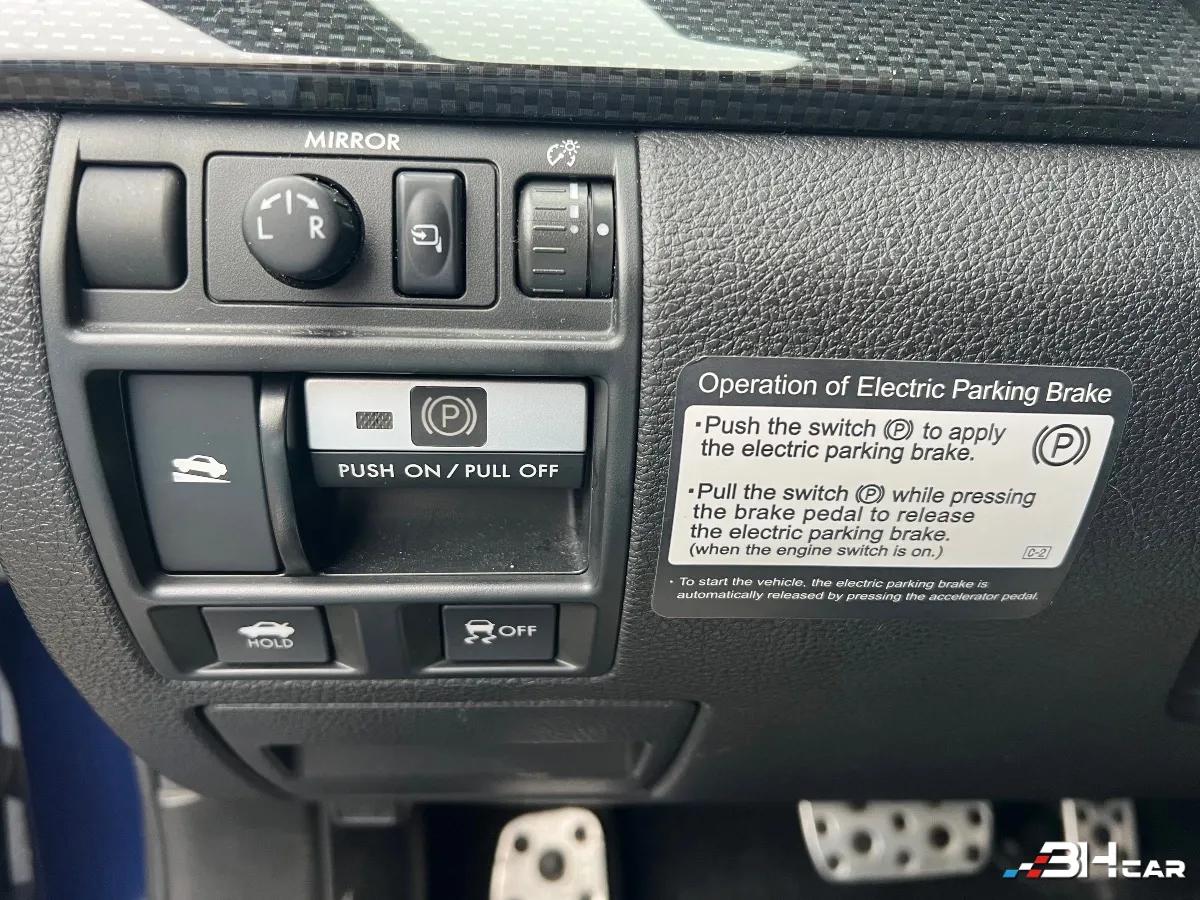 MIRROR
L R
P
PUSH ON / PULL OFF
HOLD
OFF
Operation of Electric Parking Brake
・Push the switch (P) to apply
the electric parking brake.
P
・Pull the switch (P) while pressing
the brake pedal to release
the electric parking brake.
(when the engine switch is on.)
C-2
・To start the vehicle, the electric parking brake is
automatically released by pressing the accelerator pedal.
3H CAR